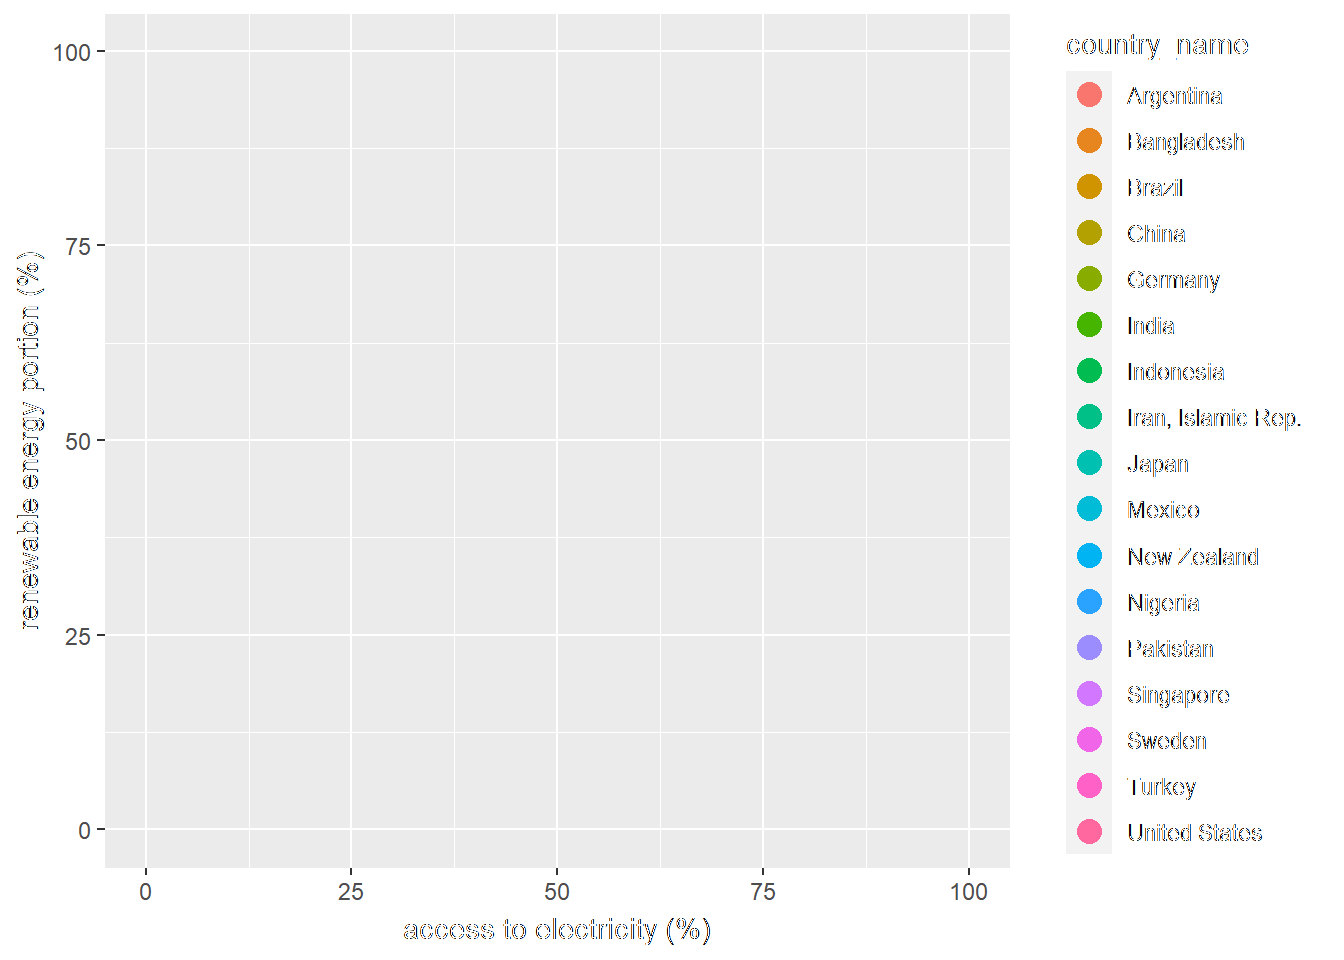 country_name
Argentina
Bangladesh
Brazil
China
Germany
India
Indonesia
Iran, Islamic Rep.
Japan
Mexico
New Zealand
Nigeria
Pakistan
Singapore
Sweden
Turkey
United States
renewable energy portion (%)
100
75
50
25
0
0 25 50 75 100
access to electricity (%)